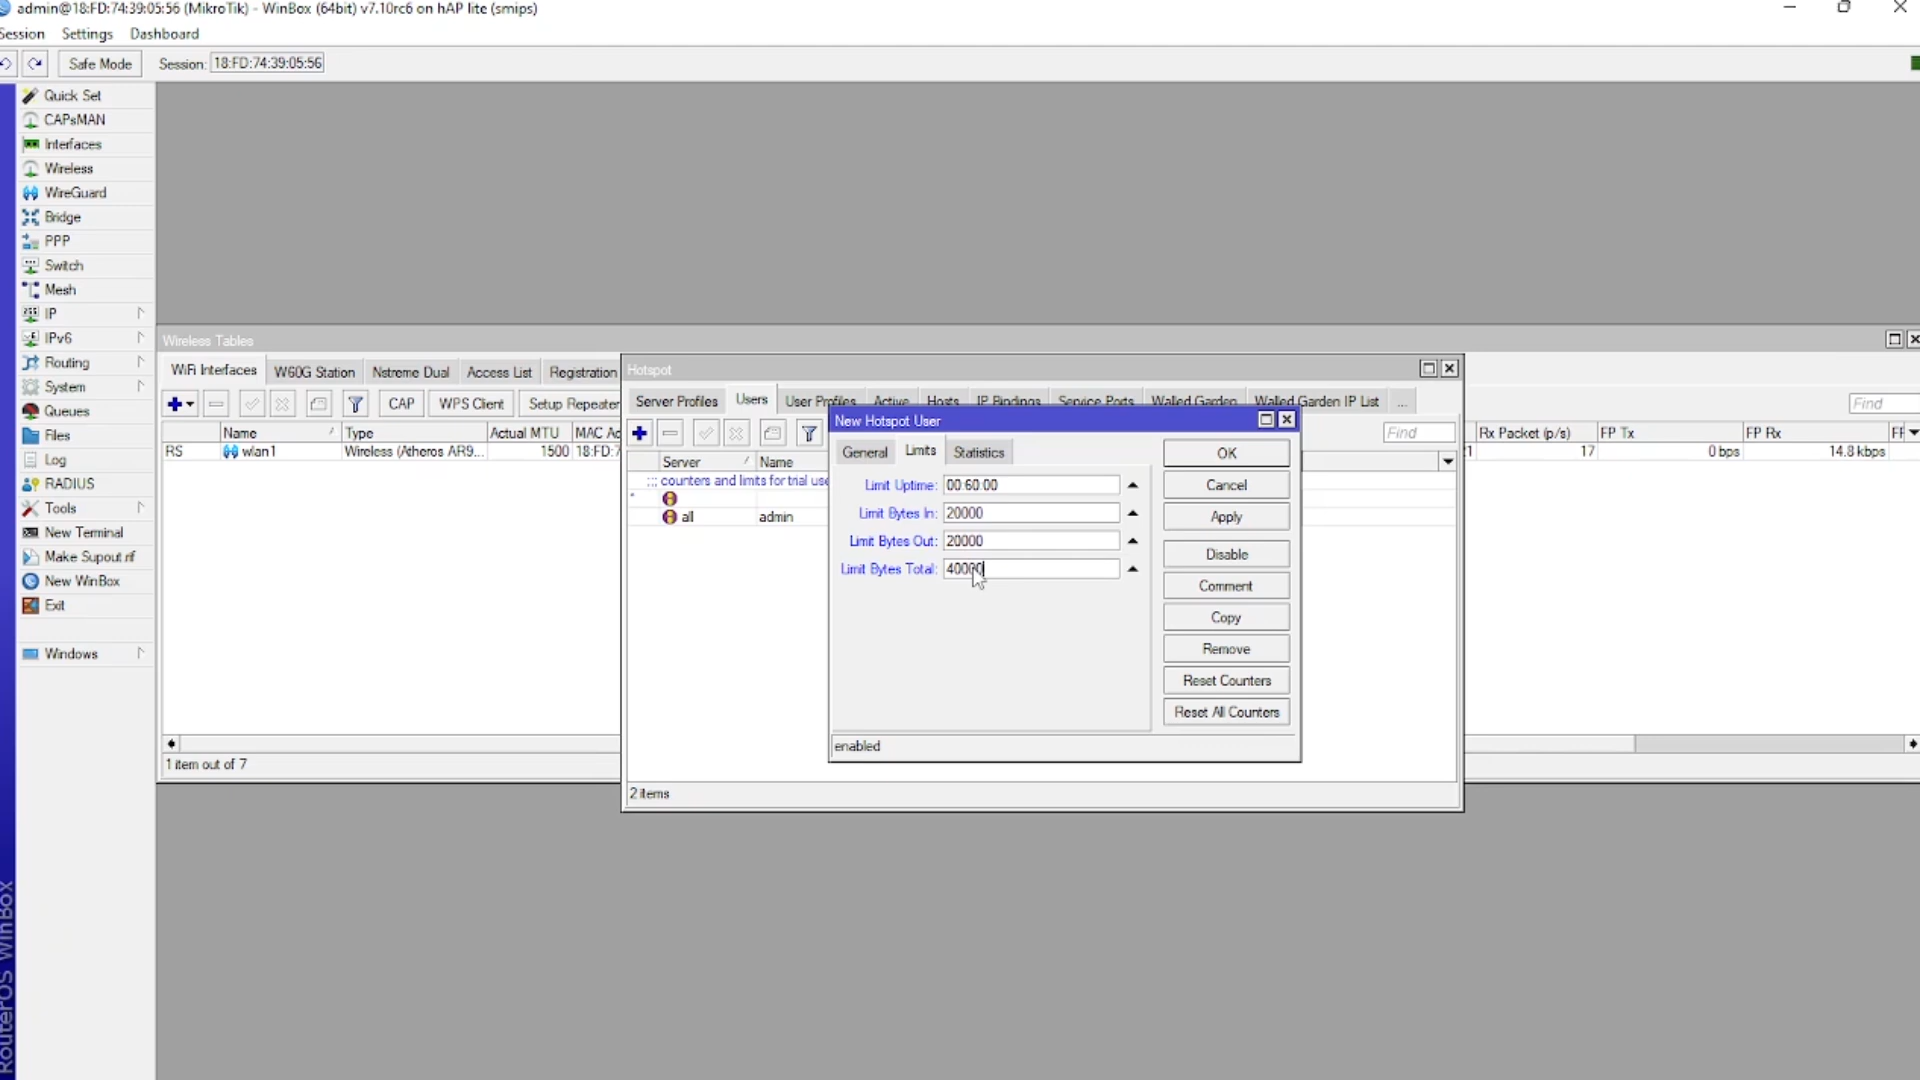 admin@18:FD:74:39:05:56 (MikroTik) - WinBox (64bit) v7.10rc6 on hAP lite (smips)
Session Settings Dashboard
Safe Mode Session: 18:FD:74:39:05:56
Quick Set
CAPsMAN
Interfaces
Wireless
WireGuard
Bridge
PPP
Switch
Mesh
IP
IPv6
Routing
System
Queues
Files
Log
RADIUS
Tools
New Terminal
Make Supout.rif
New WinBox
Exit
Windows
RouterOS WinBox
Wireless Tables
WiFi Interfaces W60G Station Nstreme Dual Access List Registration
CAP WPS Client Setup Repeater
Find
Name Type Actual MTU MAC Ad
Rx Packet (p/s) FP Tx FP Rx FF
RS wlan1 Wireless (Atheros AR9... 1500 18:FD:7
17 0 bps 14.8 kbps
1 item out of 7
Hotspot
Server Profiles Users User Profiles Active Hosts IP Bindings Service Ports Walled Garden Walled Garden IP List ...
Find
Server Name
::: counters and limits for trial use
all admin
2 items
New Hotspot User
General Limits Statistics
Limit Uptime: 00:60:00
Limit Bytes In: 20000
Limit Bytes Out: 20000
Limit Bytes Total: 40000
OK
Cancel
Apply
Disable
Comment
Copy
Remove
Reset Counters
Reset All Counters
enabled